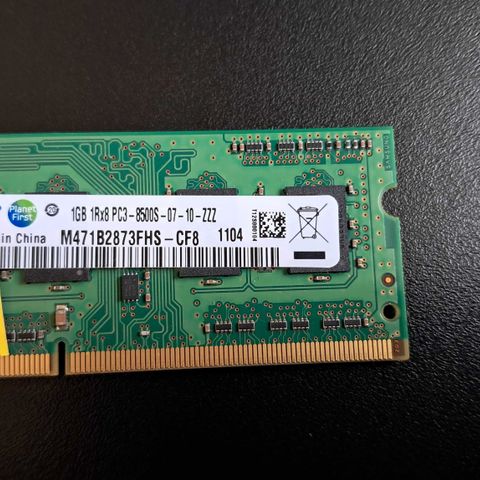 Planet
First
1GB 1Rx8 PC3-8500S-07-10-ZZZ
in China M471B2873FHS-CF8 1104